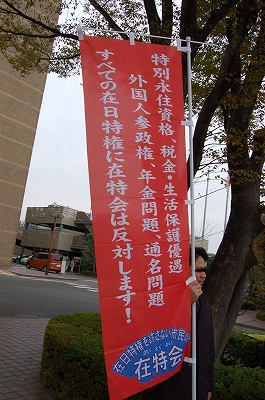 特別永住資格、税金・生活保護優遇
外国人参政権、年金問題、通名問題
すべての在日特権に在特会は反対します！
在日特権を許さない市民の会
在特会